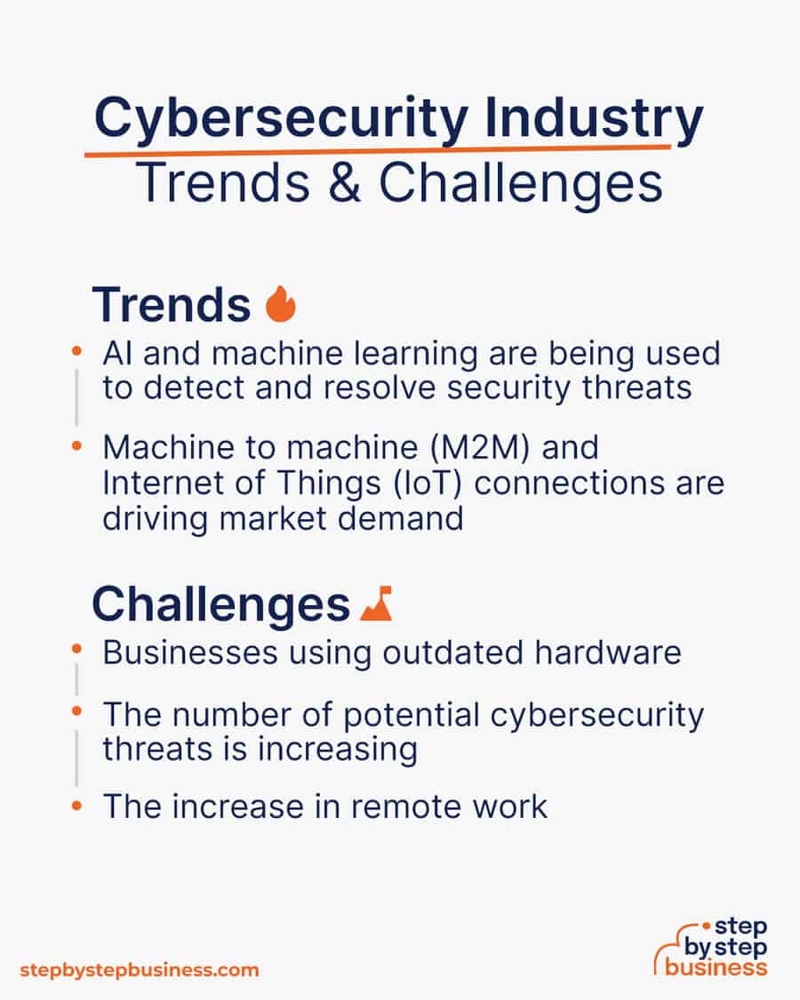 Cybersecurity Industry
Trends & Challenges
Trends
AI and machine learning are being used
to detect and resolve security threats
Machine to machine (M2M) and
Internet of Things (IoT) connections are
driving market demand
Challenges
Businesses using outdated hardware
The number of potential cybersecurity
threats is increasing
The increase in remote work
stepbystepbusiness.com
step
by step
business